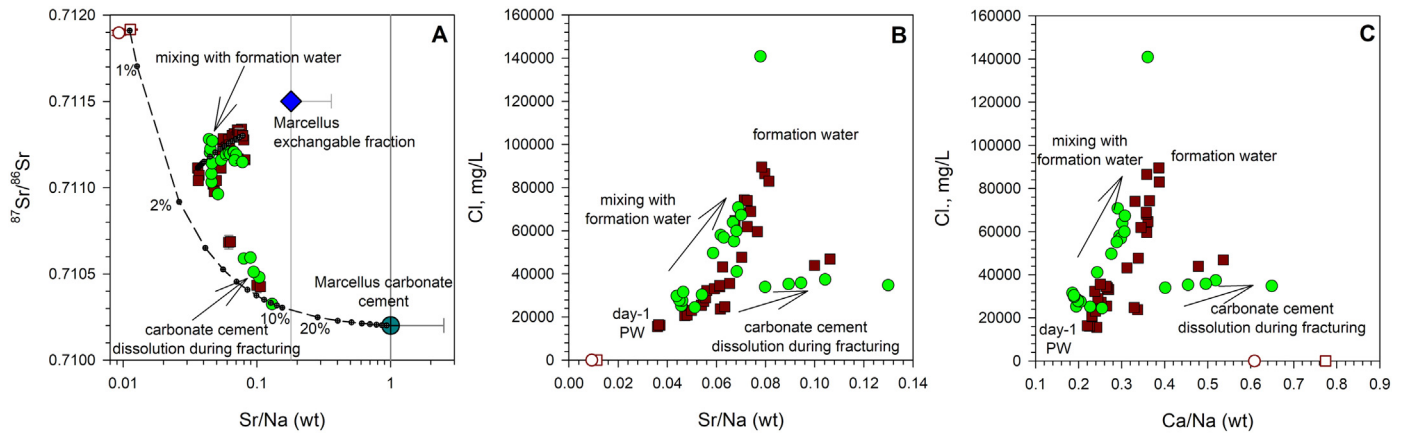 A
0.7120
0.7115
0.7110
0.7105
0.7100
87Sr/86Sr
mixing with formation water
1%
Marcellus
exchangable fraction
2%
Marcellus carbonate
cement
10%
20%
carbonate cement
dissolution during fracturing
0.01
0.1
1
Sr/Na (wt)
B
160000
140000
120000
100000
80000
60000
40000
20000
0
Cl, mg/L
formation water
mixing with
formation water
day-1
PW
carbonate cement
dissolution during fracturing
0.00
0.02
0.04
0.06
0.08
0.10
0.12
0.14
Sr/Na (wt)
C
160000
140000
120000
100000
80000
60000
40000
20000
0
Cl., mg/L
mixing with
formation water
formation water
day-1
PW
carbonate cement
dissolution during fracturing
0.1
0.2
0.3
0.4
0.5
0.6
0.7
0.8
0.9
Ca/Na (wt)